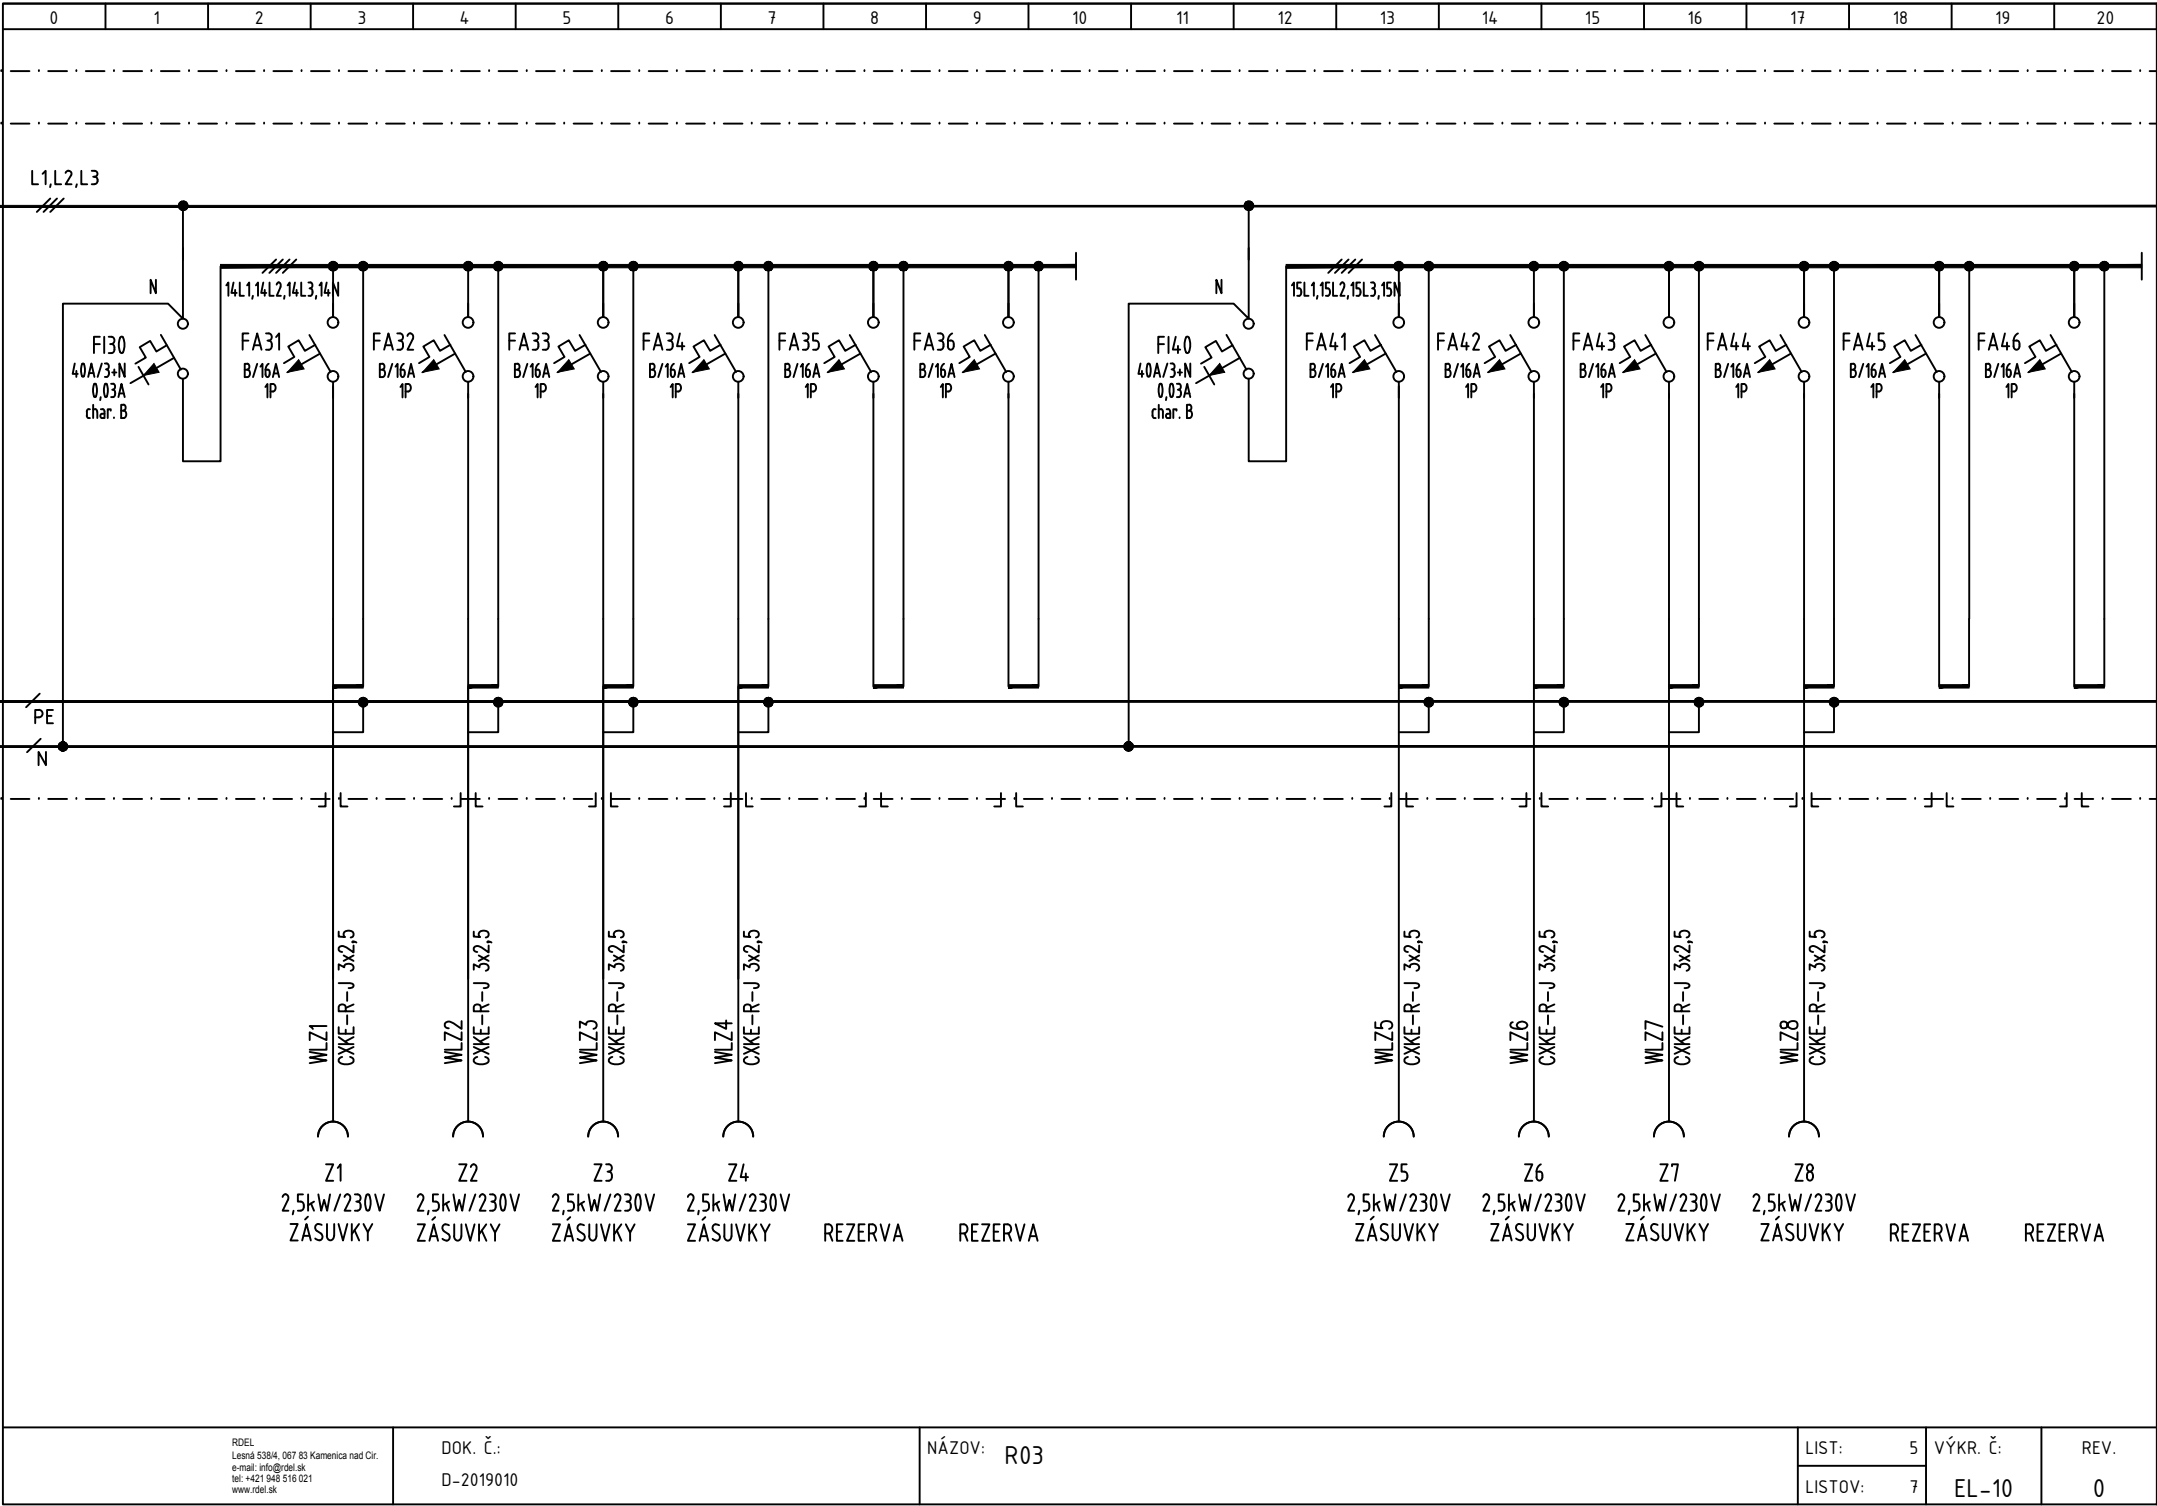 0 1 2 3 4 5 6 7 8 9 10 11 12 13 14 15 16 17 18 19 20
L1,L2,L3
N
14L1,14L2,14L3,14N
FI30
40A/3+N
0,03A
char. B
FA31
B/16A
1P
FA32
B/16A
1P
FA33
B/16A
1P
FA34
B/16A
1P
FA35
B/16A
1P
FA36
B/16A
1P
N
15L1,15L2,15L3,15N
FI40
40A/3+N
0,03A
char. B
FA41
B/16A
1P
FA42
B/16A
1P
FA43
B/16A
1P
FA44
B/16A
1P
FA45
B/16A
1P
FA46
B/16A
1P
PE
N
WLZ1
CXKE-R-J 3x2,5
WLZ2
CXKE-R-J 3x2,5
WLZ3
CXKE-R-J 3x2,5
WLZ4
CXKE-R-J 3x2,5
WLZ5
CXKE-R-J 3x2,5
WLZ6
CXKE-R-J 3x2,5
WLZ7
CXKE-R-J 3x2,5
WLZ8
CXKE-R-J 3x2,5
Z1
2,5kW/230V
ZÁSUVKY
Z2
2,5kW/230V
ZÁSUVKY
Z3
2,5kW/230V
ZÁSUVKY
Z4
2,5kW/230V
ZÁSUVKY
REZERVA
REZERVA
Z5
2,5kW/230V
ZÁSUVKY
Z6
2,5kW/230V
ZÁSUVKY
Z7
2,5kW/230V
ZÁSUVKY
Z8
2,5kW/230V
ZÁSUVKY
REZERVA
REZERVA
RDEL
Lesná 538/4, 067 83 Kamenica nad Cir.
e-mail: info@rdel.sk
tel: +421 948 516 021
www.rdel.sk
DOK. Č.:
D-2019010
NÁZOV: R03
LIST: 5
LISTOV: 7
VÝKR. Č:
EL-10
REV.
0